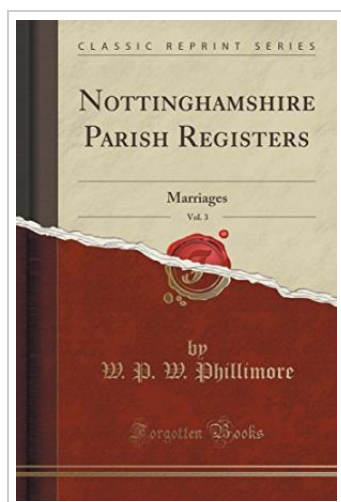 CLASSIC REPRINT SERIES
NOTTINGHAMSHIRE
PARISH REGISTERS
Marriages
Vol. 3
by
W. P. W. Phillimore
Forgotten Books